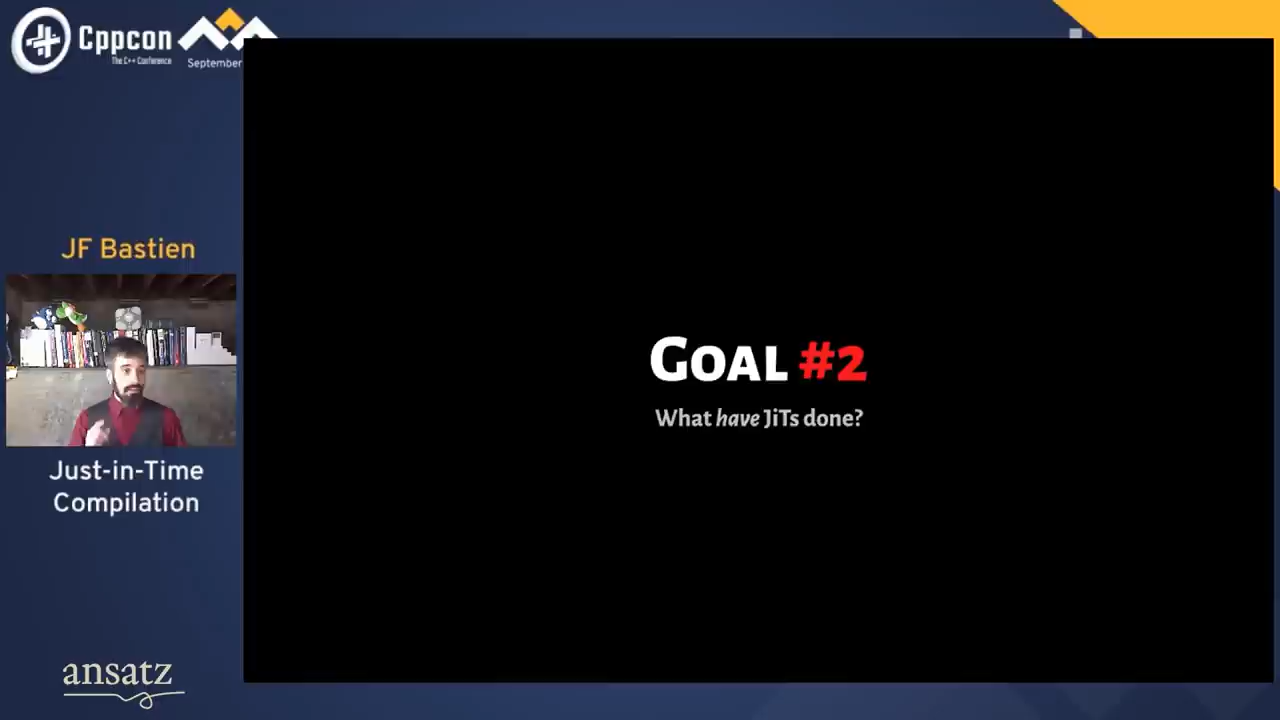 Cppcon
The C++ Conference
September
JF Bastien
Just-in-Time
Compilation
GOAL #2
What have JiTs done?
ansatz